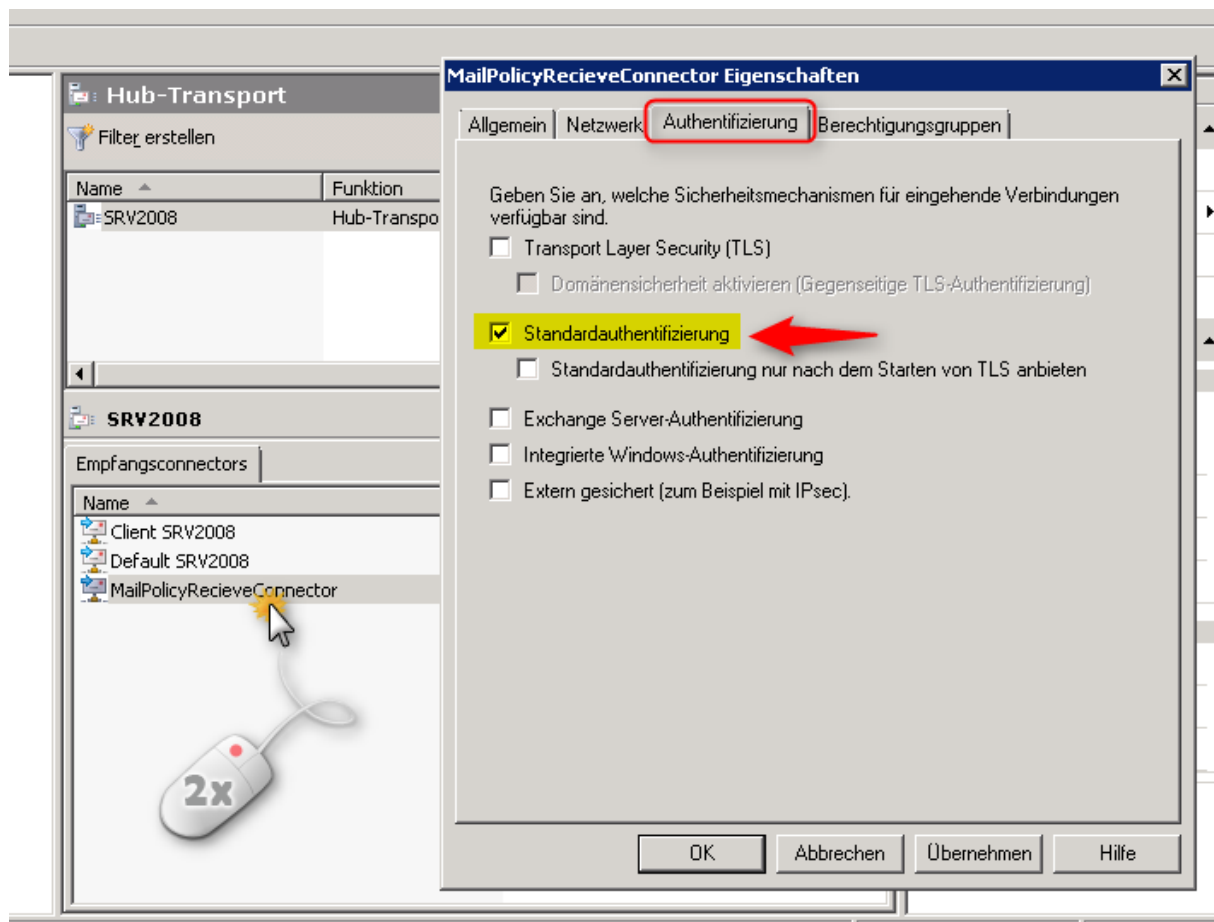 Hub-Transport
Filter erstellen
Name Funktion
SRV2008 Hub-Transpo
SRV2008
Empfangsconnectors
Name
Client SRV2008
Default SRV2008
MailPolicyRecieveConnector
2x
MailPolicyRecieveConnector Eigenschaften
Allgemein Netzwerk Authentifizierung Berechtigungsgruppen
Geben Sie an, welche Sicherheitsmechanismen für eingehende Verbindungen
verfügbar sind.
Transport Layer Security (TLS)
Domänensicherheit aktivieren (Gegenseitige TLS-Authentifizierung)
Standardauthentifizierung
Standardauthentifizierung nur nach dem Starten von TLS anbieten
Exchange Server-Authentifizierung
Integrierte Windows-Authentifizierung
Extern gesichert (zum Beispiel mit IPsec).
OK Abbrechen Übernehmen Hilfe